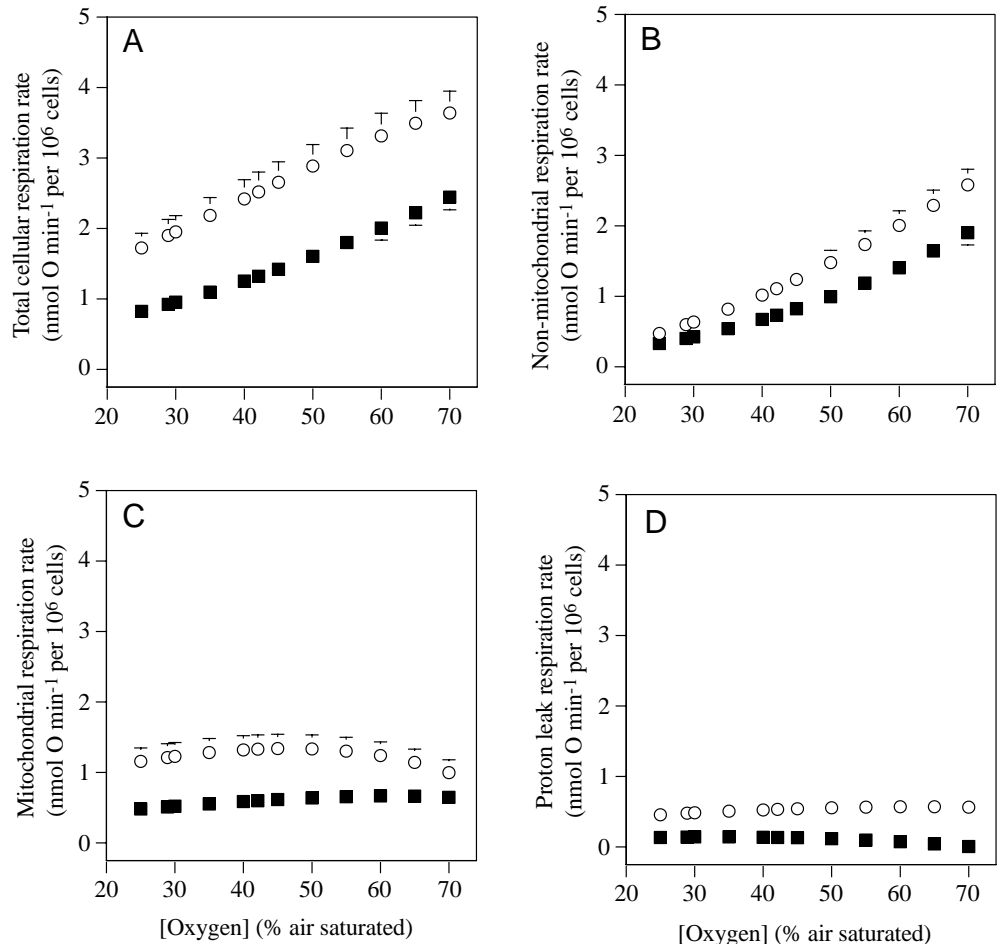 A
Total cellular respiration rate
(nmol O min⁻¹ per 10⁶ cells)
5
4
3
2
1
0
20 30 40 50 60 70
B
Non-mitochondrial respiration rate
(nmol O min⁻¹ per 10⁶ cells)
5
4
3
2
1
0
20 30 40 50 60 70
C
Mitochondrial respiration rate
(nmol O min⁻¹ per 10⁶ cells)
5
4
3
2
1
0
20 30 40 50 60 70
[Oxygen] (% air saturated)
D
Proton leak respiration rate
(nmol O min⁻¹ per 10⁶ cells)
5
4
3
2
1
0
20 30 40 50 60 70
[Oxygen] (% air saturated)